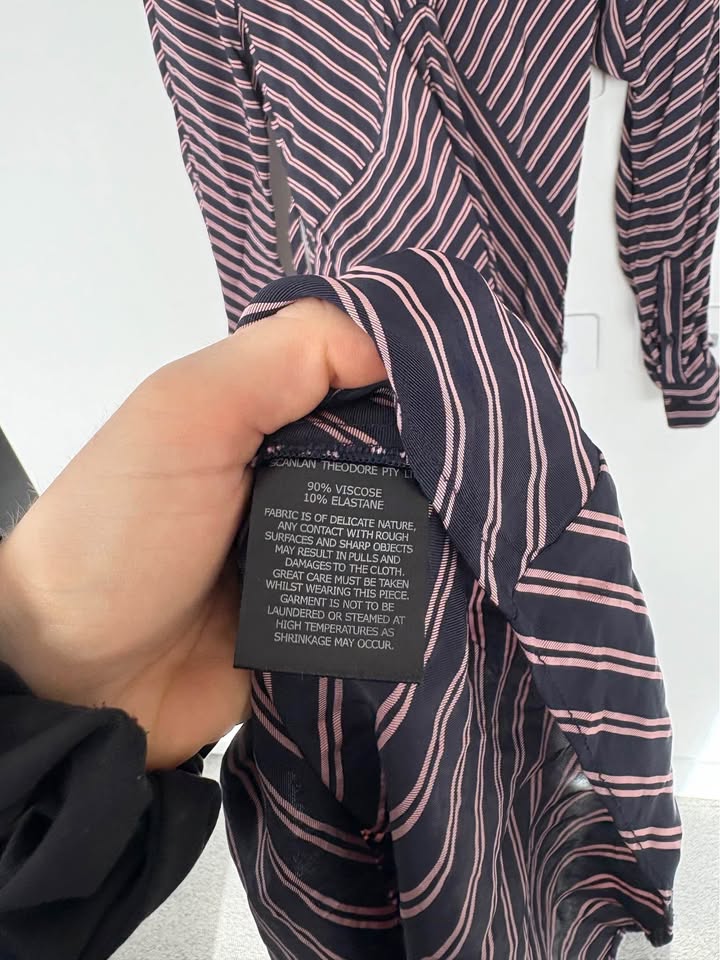 SCANLAN THEODORE PTY
90% VISCOSE
10% ELASTANE
FABRIC IS OF DELICATE NATURE,
ANY CONTACT WITH ROUGH
SURFACES AND SHARP OBJECTS
MAY RESULT IN PULLS AND
DAMAGES TO THE CLOTH.
GREAT CARE MUST BE TAKEN
WHILST WEARING THIS PIECE.
GARMENT IS NOT TO BE
LAUNDERED OR STEAMED AT
HIGH TEMPERATURES AS
SHRINKAGE MAY OCCUR.